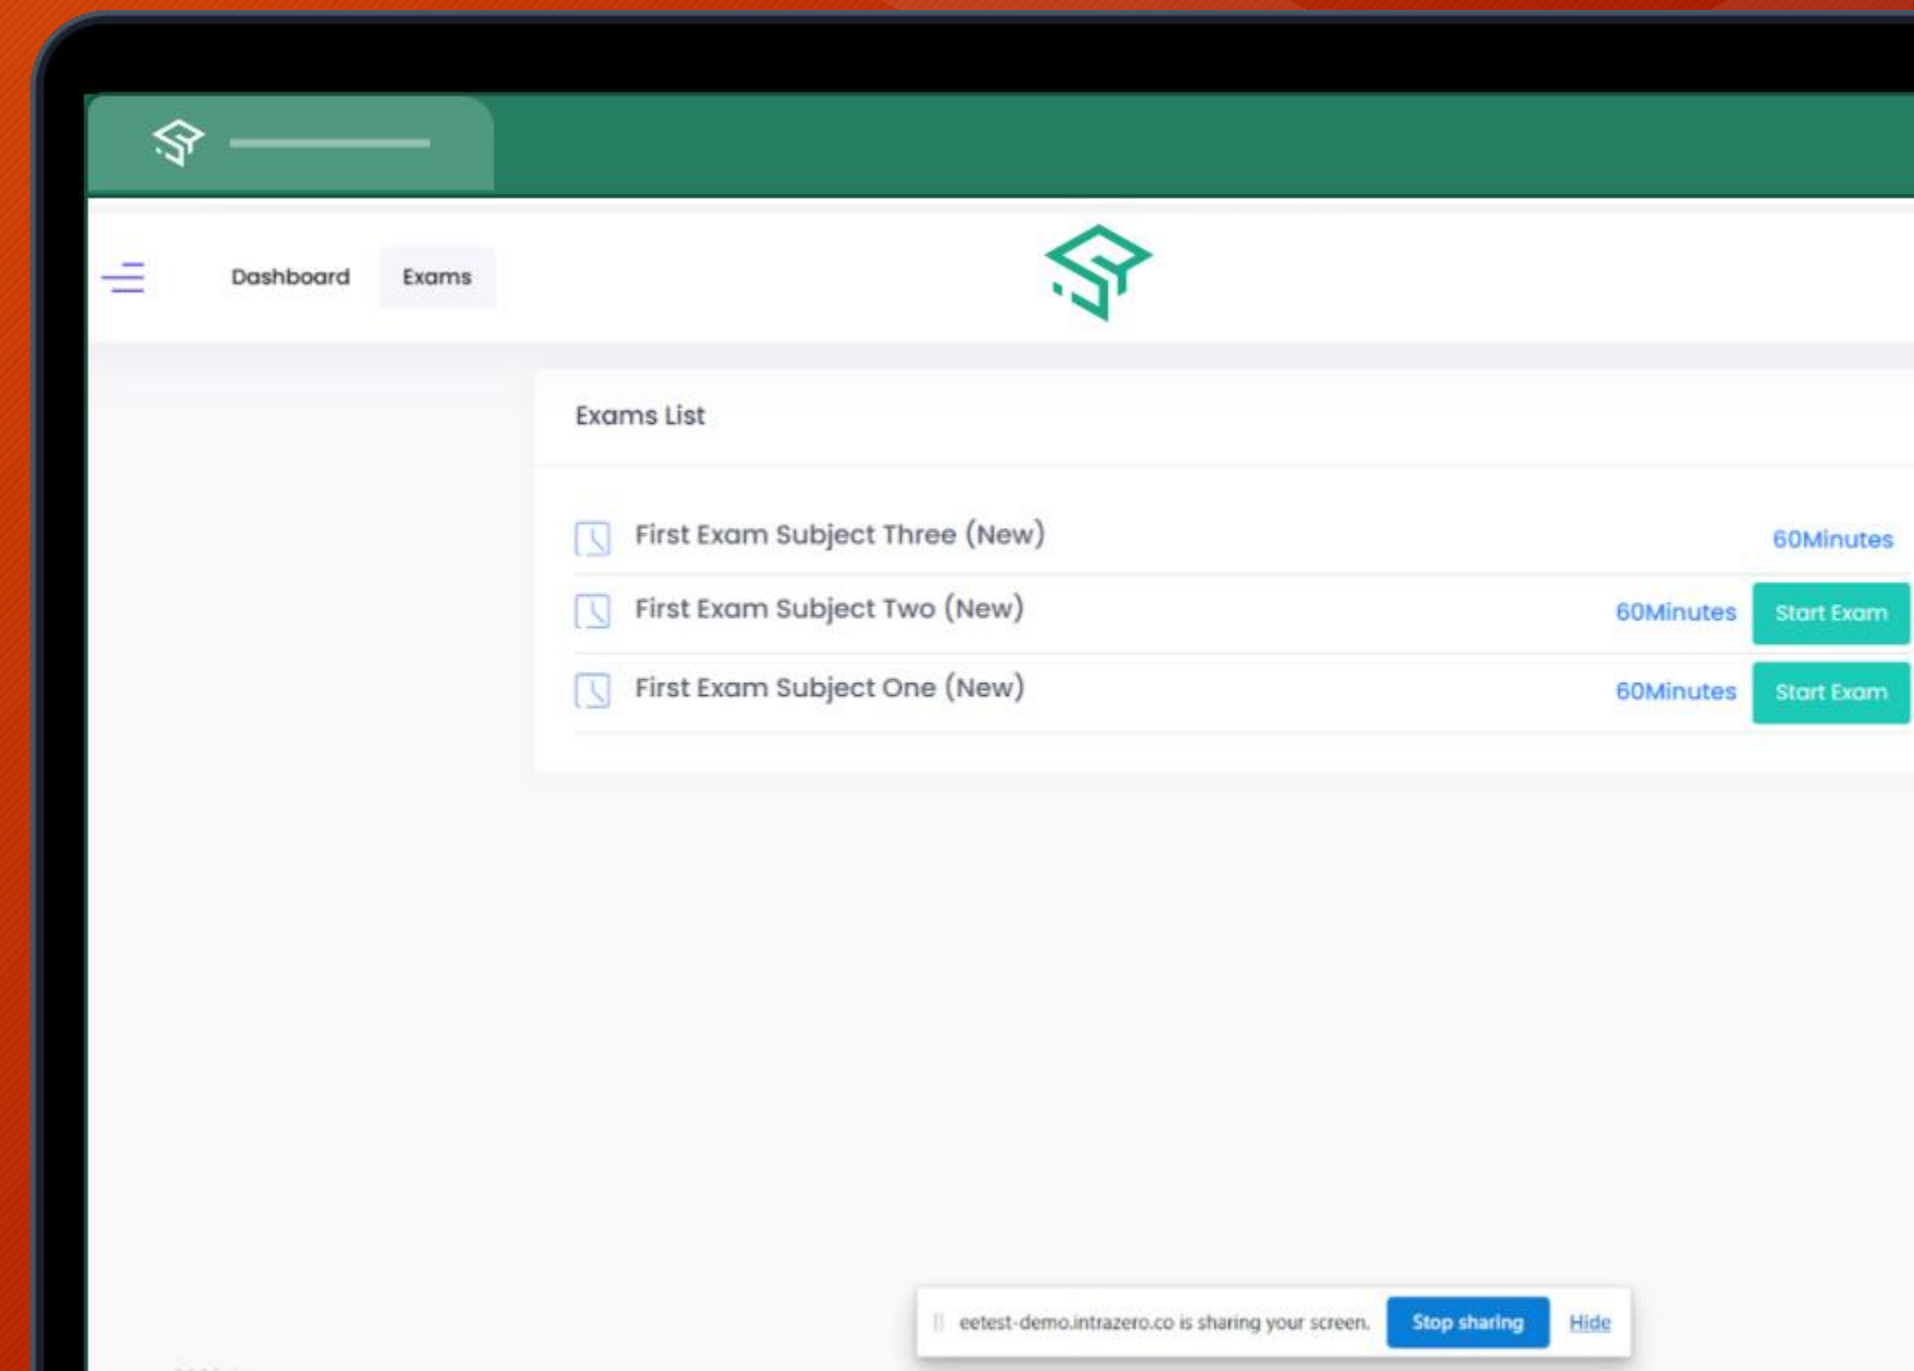 Dashboard Exams
Exams List
First Exam Subject Three (New) 60Minutes
First Exam Subject Two (New) 60Minutes Start Exam
First Exam Subject One (New) 60Minutes Start Exam
eetest-demo.intrazero.co is sharing your screen. Stop sharing Hide